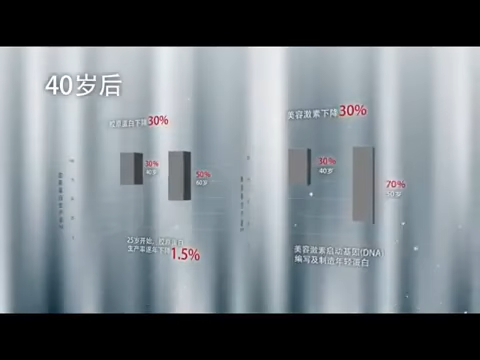 40岁后
胶原蛋白下降30%
美容激素下降30%
30%
40岁
50%
60岁
30%
40岁
70%
50岁
25岁开始，胶原蛋白
生产率逐年下降1.5%
美容激素启动基因(DNA)
编写及制造年轻蛋白